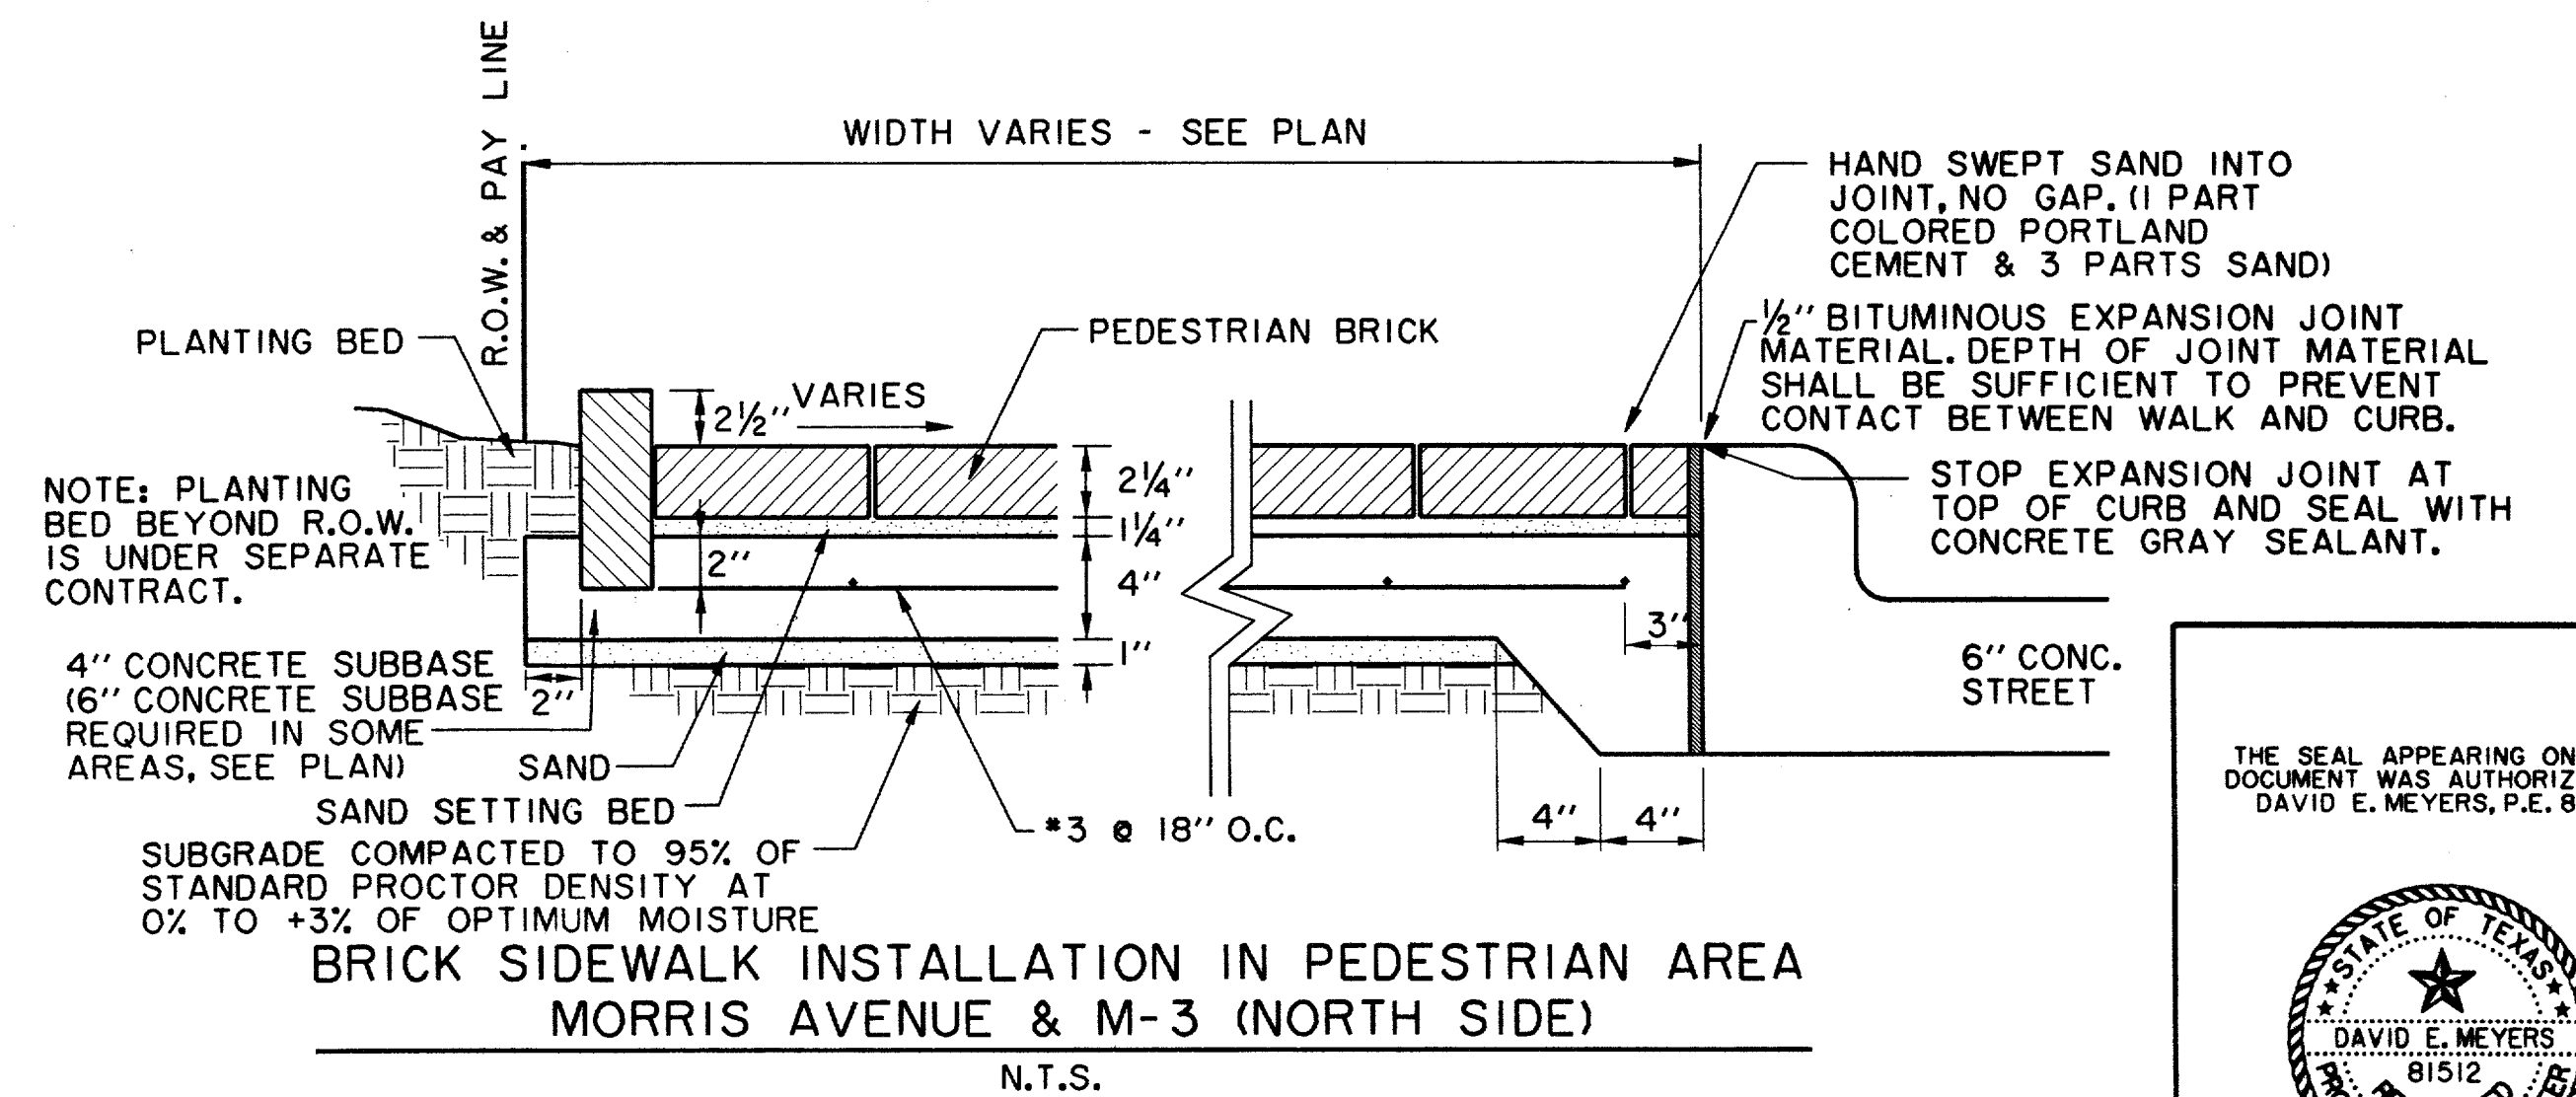 R.O.W. & PAY LINE
WIDTH VARIES - SEE PLAN
HAND SWEPT SAND INTO
JOINT, NO GAP. (1 PART
COLORED PORTLAND
CEMENT & 3 PARTS SAND)
PLANTING BED
PEDESTRIAN BRICK
½" BITUMINOUS EXPANSION JOINT
MATERIAL. DEPTH OF JOINT MATERIAL
SHALL BE SUFFICIENT TO PREVENT
CONTACT BETWEEN WALK AND CURB.
2½"
VARIES
NOTE: PLANTING
BED BEYOND R.O.W.
IS UNDER SEPARATE
CONTRACT.
2¼"
1¼"
2"
4"
1"
STOP EXPANSION JOINT AT
TOP OF CURB AND SEAL WITH
CONCRETE GRAY SEALANT.
3"
6" CONC.
STREET
4" CONCRETE SUBBASE
(6" CONCRETE SUBBASE
REQUIRED IN SOME
AREAS, SEE PLAN)
2"
SAND
SAND SETTING BED
#3 @ 18" O.C.
4"
4"
SUBGRADE COMPACTED TO 95% OF
STANDARD PROCTOR DENSITY AT
0% TO +3% OF OPTIMUM MOISTURE
BRICK SIDEWALK INSTALLATION IN PEDESTRIAN AREA
MORRIS AVENUE & M-3 (NORTH SIDE)
N.T.S.
THE SEAL APPEARING ON
DOCUMENT WAS
DAVID E. MEYERS, P.E. 8
STATE OF TEXAS
DAVID E. MEYERS
81512